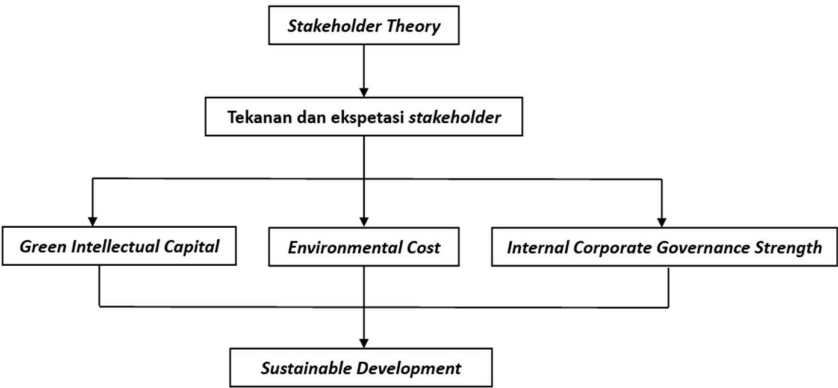 Stakeholder Theory
Tekanan dan ekspetasi stakeholder
Green Intellectual Capital
Environmental Cost
Internal Corporate Governance Strength
Sustainable Development